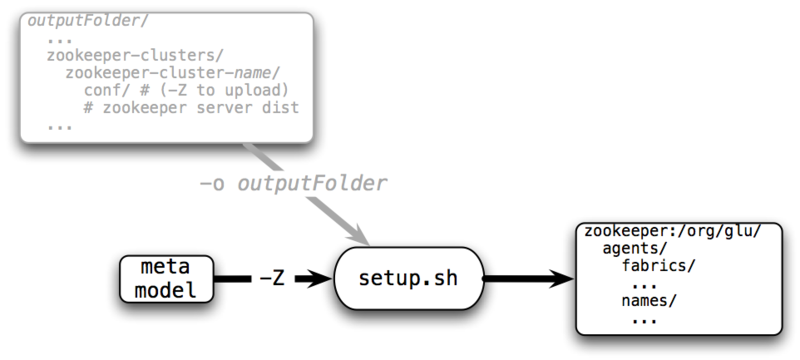 outputFolder/
...
zookeeper-clusters/
zookeeper-cluster-name/
conf/ # (-Z to upload)
# zookeeper server dist
...
-o outputFolder
meta
model
-Z
setup.sh
zookeeper:/org/glu/
agents/
fabrics/
...
names/
...